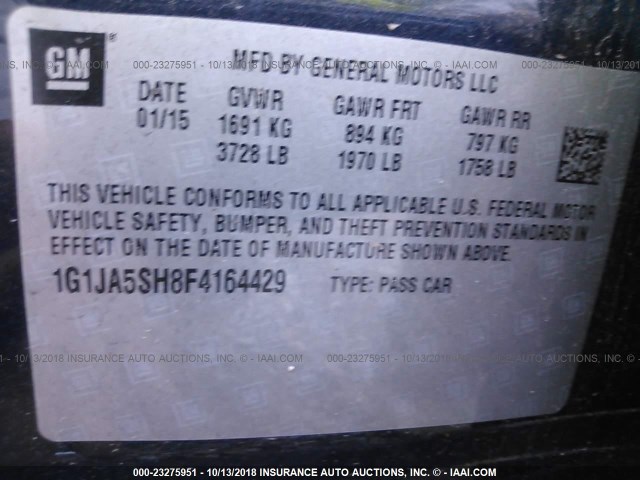 GM
MFD BY GENERAL MOTORS LLC
DATE GVWR GAWR FRT GAWR RR
01/15 1691 KG 894 KG 797 KG
3728 LB 1970 LB 1758 LB
THIS VEHICLE CONFORMS TO ALL APPLICABLE U.S. FEDERAL MOTOR
VEHICLE SAFETY, BUMPER, AND THEFT PREVENTION STANDARDS IN
EFFECT ON THE DATE OF MANUFACTURE SHOWN ABOVE.
1G1JA5SH8F4164429 TYPE: PASS CAR
000-23275951 - 10/13/2018 INSURANCE AUTO AUCTIONS, INC. © - IAAI.COM